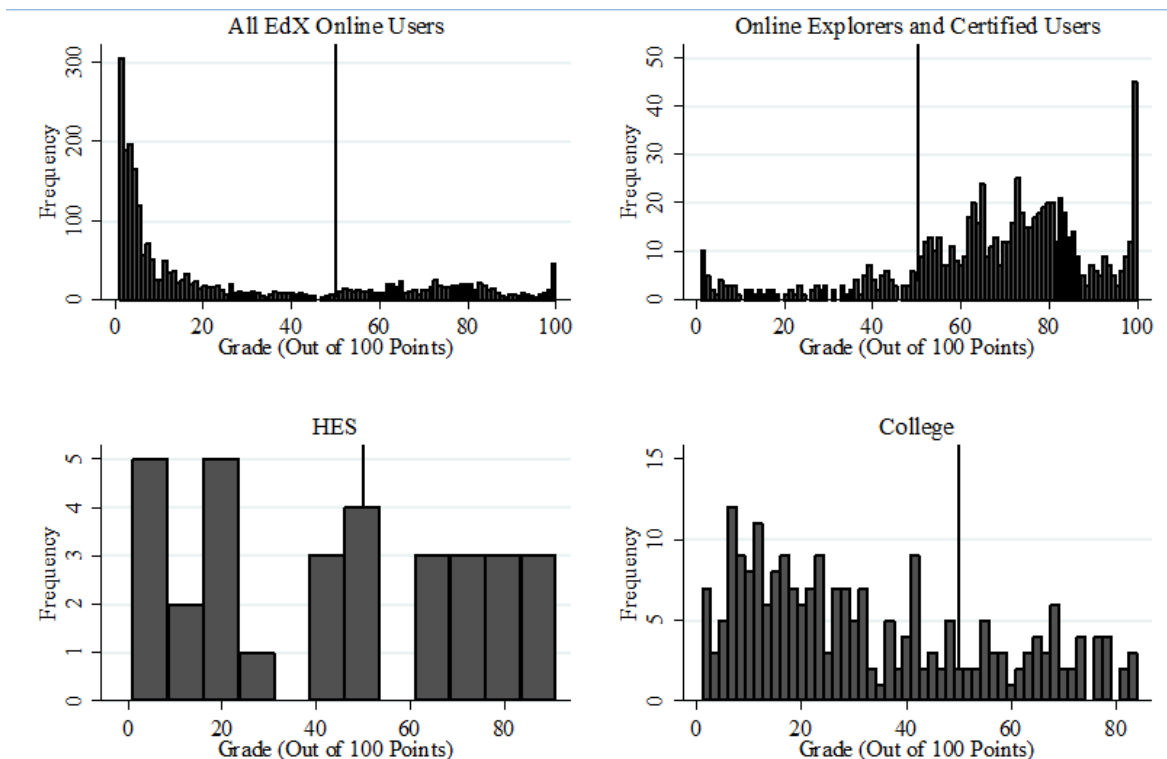 All EdX Online Users
Frequency
300
200
100
0
0 20 40 60 80 100
Grade (Out of 100 Points)
Online Explorers and Certified Users
Frequency
50
40
30
20
10
0
0 20 40 60 80 100
Grade (Out of 100 Points)
HES
Frequency
5
4
3
2
1
0
0 20 40 60 80
Grade (Out of 100 Points)
College
Frequency
15
10
5
0
0 20 40 60 80
Grade (Out of 100 Points)